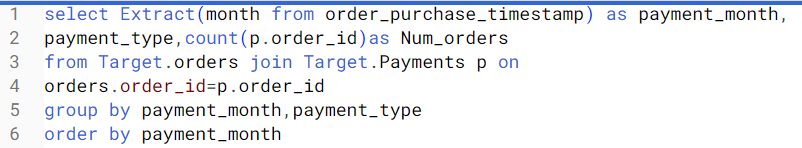 1 select Extract(month from order_purchase_timestamp) as payment_month,
2 payment_type,count(p.order_id)as Num_orders
3 from Target.orders join Target.Payments p on
4 orders.order_id=p.order_id
5 group by payment_month,payment_type
6 order by payment_month